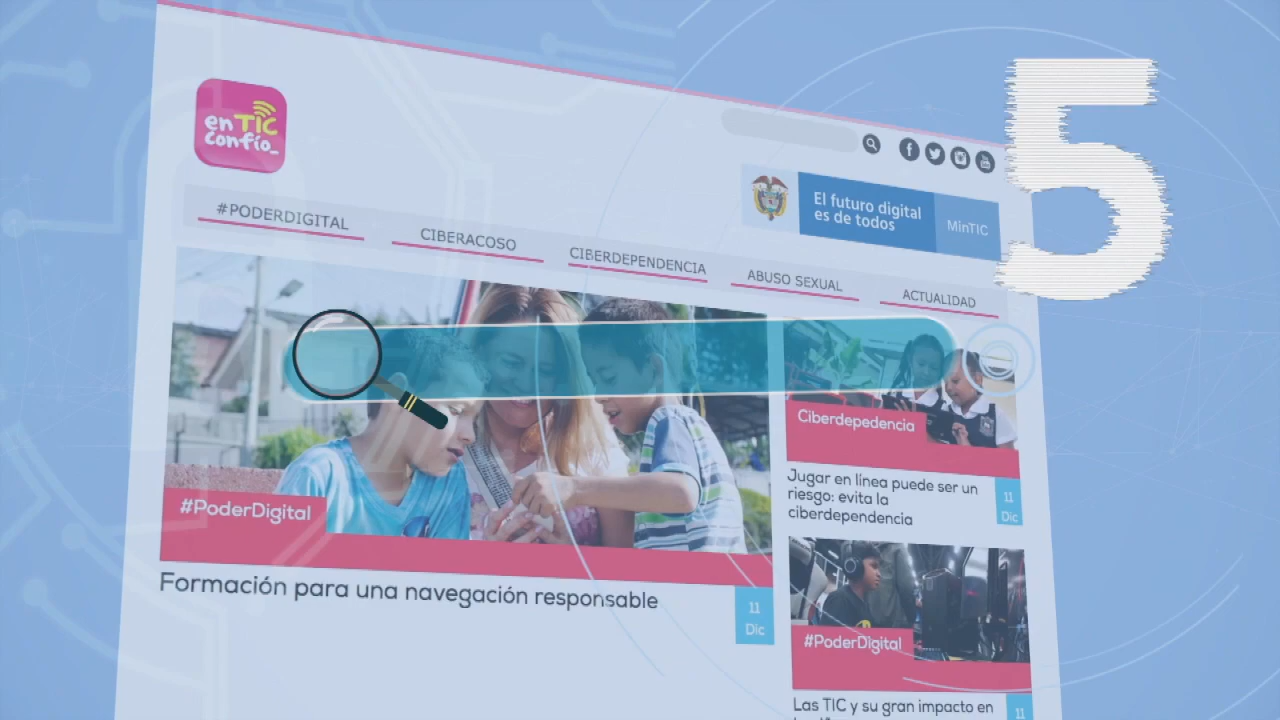 5
en TIC
confío_
El futuro digital
es de todos
MinTIC
#PODERDIGITAL
CIBERACOSO
CIBERDEPENDENCIA
ABUSO SEXUAL
ACTUALIDAD
#PoderDigital
Formación para una navegación responsable
11
Dic
Ciberdepedencia
Jugar en línea puede ser un
riesgo: evita la
ciberdependencia
11
Dic
#PoderDigital
Las TIC y su gran impacto en
11